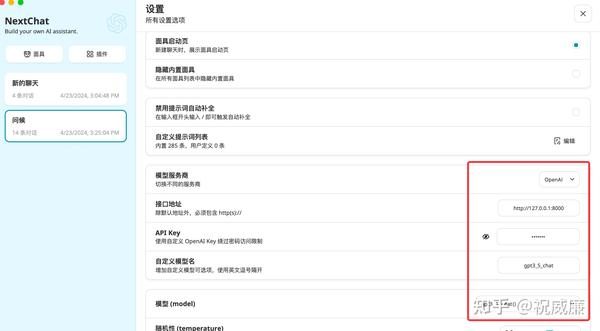 NextChat
Build your own AI assistant.
面具
插件
新的聊天
4 条对话
4/23/2024, 3:04:48 PM
问候
14 条对话
4/23/2024, 3:25:04 PM
设置
所有设置选项
面具启动页
新建聊天时，展示面具启动页
隐藏内置面具
在所有面具列表中隐藏内置面具
禁用提示词自动补全
在输入框开头输入 / 即可触发自动补全
自定义提示词列表
内置 285 条，用户定义 0 条
编辑
模型服务商
切换不同的服务商
OpenAI
接口地址
除默认地址外，必须包含 http(s)://
http://127.0.0.1:8000
API Key
使用自定义 OpenAI Key 绕过密码访问限制
•••••••
自定义模型名
增加自定义模型可选项，使用英文逗号隔开
gpt3_5_chat
模型 (model)
知乎 @祝威廉
随机性 (temperature)